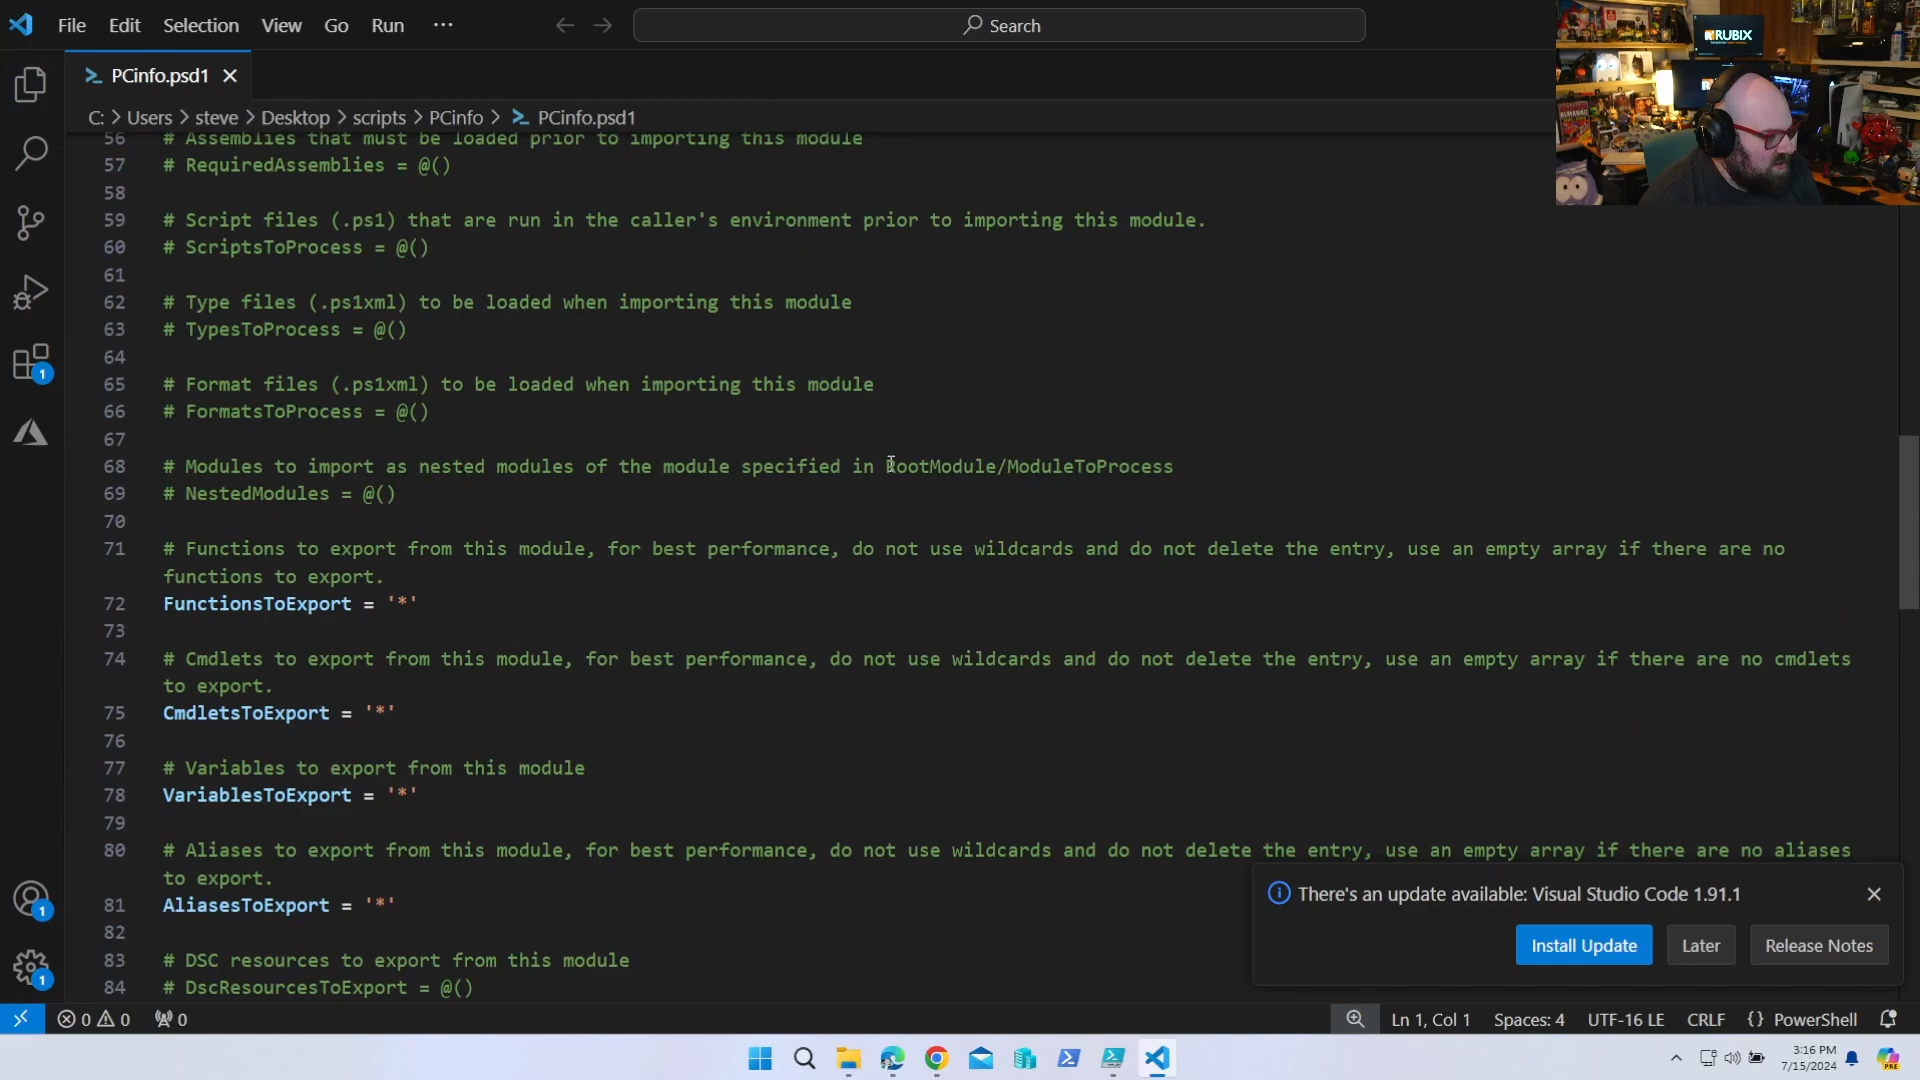 File Edit Selection View Go Run ··· Search
RUBIX
PCinfo.psd1
C: > Users > steve > Desktop > scripts > PCinfo > PCinfo.psd1
56 # Assemblies that must be loaded prior to importing this module
57 # RequiredAssemblies = @()
58
59 # Script files (.ps1) that are run in the caller's environment prior to importing this module.
60 # ScriptsToProcess = @()
61
62 # Type files (.ps1xml) to be loaded when importing this module
63 # TypesToProcess = @()
64
65 # Format files (.ps1xml) to be loaded when importing this module
66 # FormatsToProcess = @()
67
68 # Modules to import as nested modules of the module specified in RootModule/ModuleToProcess
69 # NestedModules = @()
70
71 # Functions to export from this module, for best performance, do not use wildcards and do not delete the entry, use an empty array if there are no
functions to export.
72 FunctionsToExport = '*'
73
74 # Cmdlets to export from this module, for best performance, do not use wildcards and do not delete the entry, use an empty array if there are no cmdlets
to export.
75 CmdletsToExport = '*'
76
77 # Variables to export from this module
78 VariablesToExport = '*'
79
80 # Aliases to export from this module, for best performance, do not use wildcards and do not delete the entry, use an empty array if there are no aliases
to export.
81 AliasesToExport = '*'
82
83 # DSC resources to export from this module
84 # DscResourcesToExport = @()
1
1
1
There's an update available: Visual Studio Code 1.91.1
Install Update Later Release Notes
0 0 0 Ln 1, Col 1 Spaces: 4 UTF-16 LE CRLF {} PowerShell
3:16 PM
7/15/2024
PRE